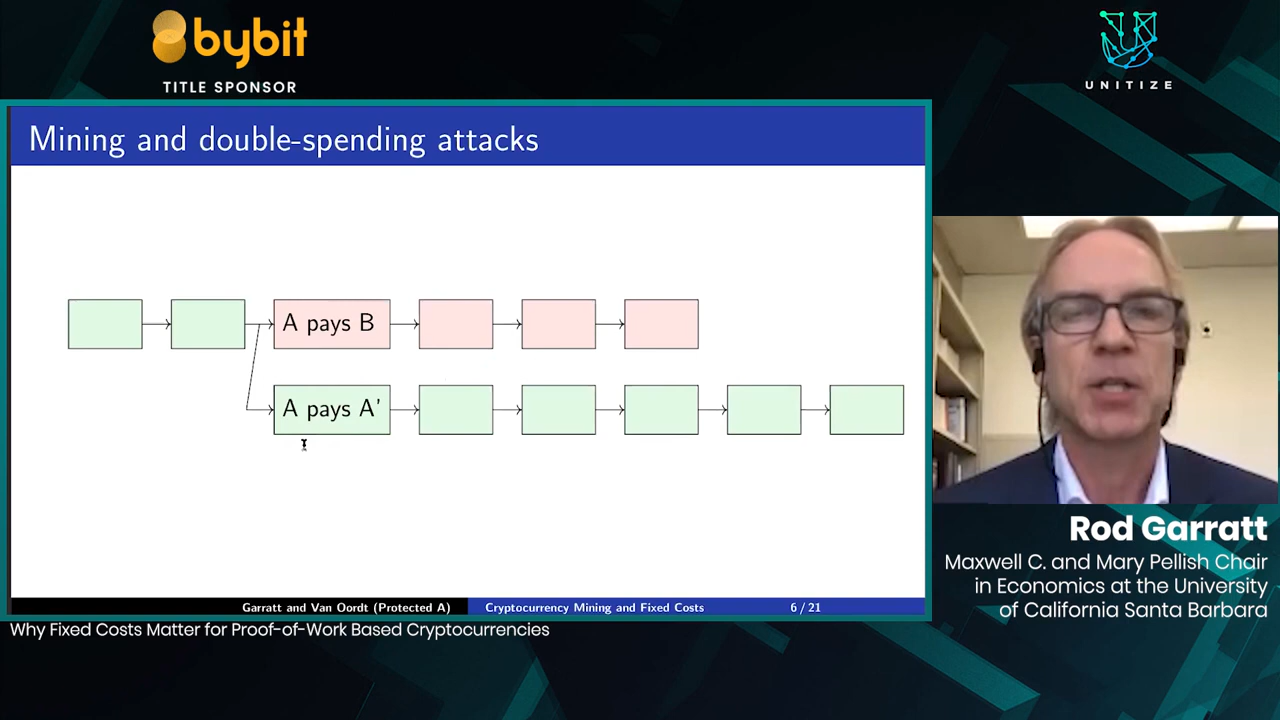 bybit
TITLE SPONSOR
UNITIZE
Mining and double-spending attacks
A pays B
A pays A'
Garratt and Van Oordt (Protected A)
Cryptocurrency Mining and Fixed Costs
6 / 21
Rod Garratt
Maxwell C. and Mary Pellish Chair
in Economics at the University
of California Santa Barbara
Why Fixed Costs Matter for Proof-of-Work Based Cryptocurrencies